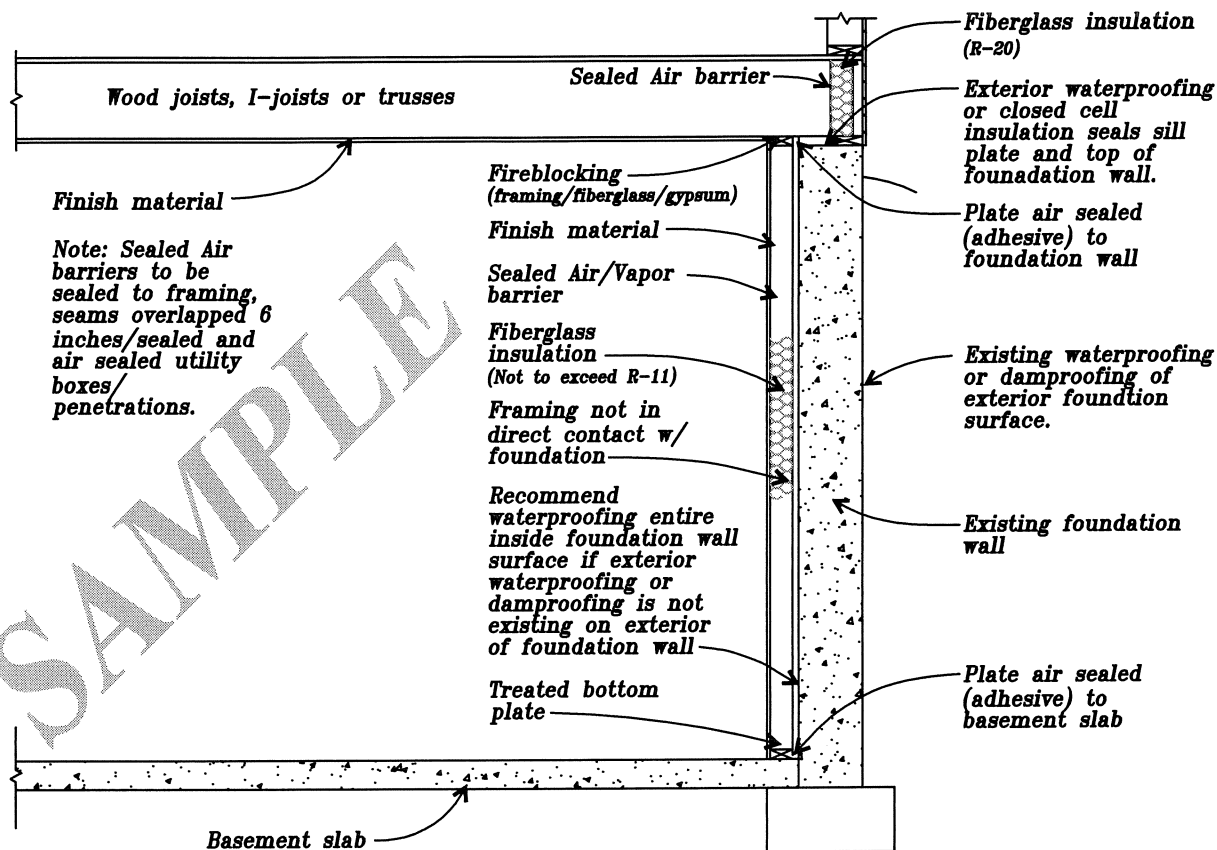 Fiberglass insulation
(R-20)
Sealed Air barrier
Wood joists, I-joists or trusses
Exterior waterproofing
or closed cell
insulation seals sill
plate and top of
founadation wall.
Fireblocking
(framing/fiberglass/gypsum)
Finish material
Finish material
Plate air sealed
(adhesive) to
foundation wall
Note: Sealed Air
barriers to be
sealed to framing,
seams overlapped 6
inches/sealed and
air sealed utility
boxes/
penetrations.
Sealed Air/Vapor
barrier
Fiberglass
insulation
(Not to exceed R-11)
Existing waterproofing
or damproofing of
exterior foundtion
surface.
Framing not in
direct contact w/
foundation
Recommend
waterproofing entire
inside foundation wall
surface if exterior
waterproofing or
damproofing is not
existing on exterior
of foundation wall
Existing foundation
wall
Treated bottom
plate
Plate air sealed
(adhesive) to
basement slab
Basement slab
SAMPLE